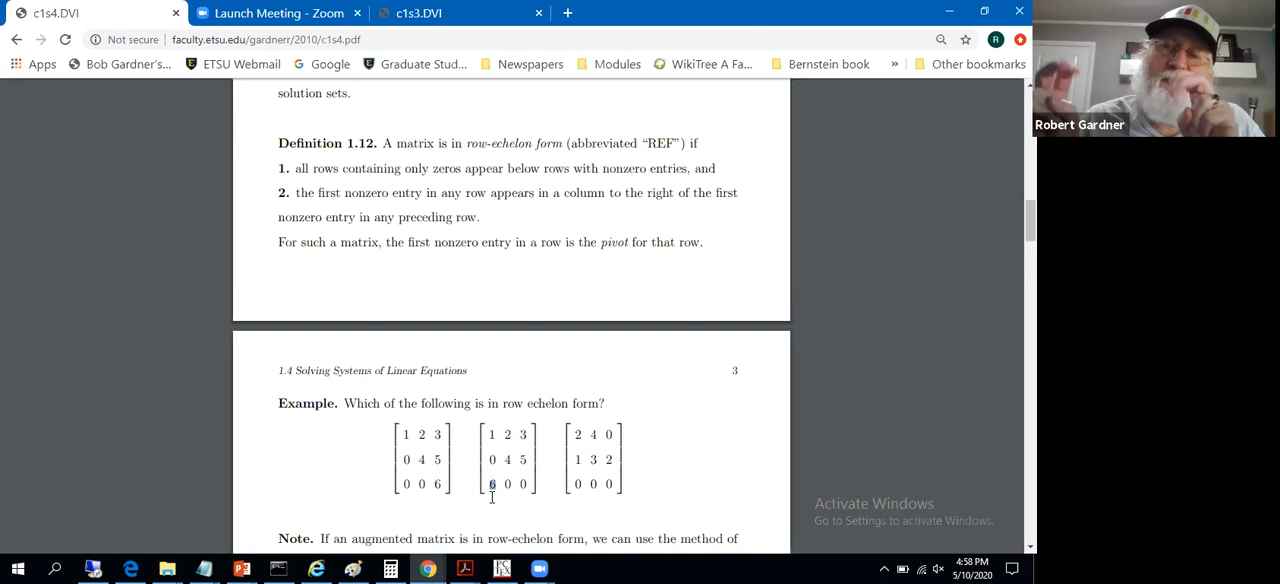 c1s4.DVI
Launch Meeting - Zoom
c1s3.DVI
Not secure | faculty.etsu.edu/gardnerr/2010/c1s4.pdf
R
Apps
Bob Gardner's...
ETSU Webmail
Google
Graduate Stud...
Newspapers
Modules
WikiTree A Fa...
Bernstein book
»
Other bookmarks
Robert Gardner
solution sets.
Definition 1.12. A matrix is in row-echelon form (abbreviated “REF”) if
1. all rows containing only zeros appear below rows with nonzero entries, and
2. the first nonzero entry in any row appears in a column to the right of the first
nonzero entry in any preceding row.
For such a matrix, the first nonzero entry in a row is the pivot for that row.
1.4 Solving Systems of Linear Equations 3
Example. Which of the following is in row echelon form?
1 2 3 1 2 3 2 4 0
0 4 5 0 4 5 1 3 2
0 0 6 6 0 0 0 0 0
Note. If an augmented matrix is in row-echelon form, we can use the method of
Activate Windows
Go to Settings to activate Windows.
4:58 PM
5/10/2020